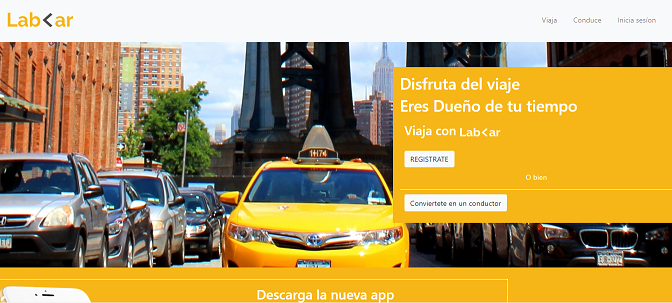 Lab<ar
Viaja
Conduce
Inicia sesion
Disfruta del viaje
Eres Dueño de tu tiempo
Viaja con Lab<ar
REGISTRATE
O bien
Conviertete en un conductor
1H74
Descarga la nueva app